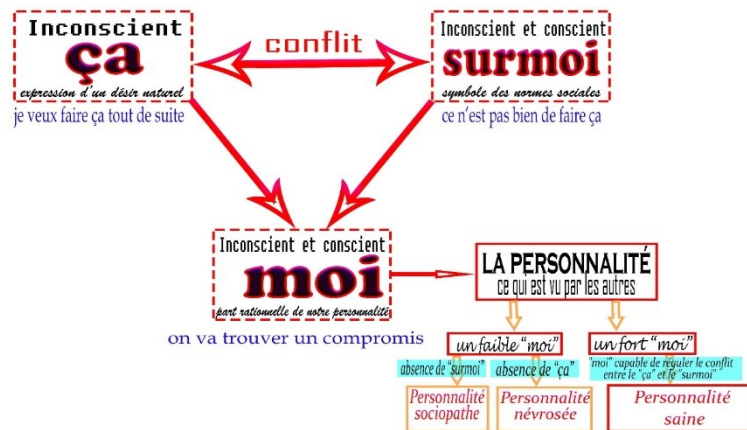 Inconscient
ça
expression d'un désir naturel
je veux faire ça tout de suite
conflit
Inconscient et conscient
surmoi
symbole des normes sociales
ce n'est pas bien de faire ça
Inconscient et conscient
moi
part rationelle de notre personnalité
on va trouver un compromis
LA PERSONNALITÉ
ce qui est vu par les autres
un faible "moi"
un fort "moi"
absence de "surmoi"
absence de "ça"
"moi" capable de réguler le conflit
entre le "ça" et le "surmoi"
Personnalité
sociopathe
Personnalité
névrosée
Personnalité
saine